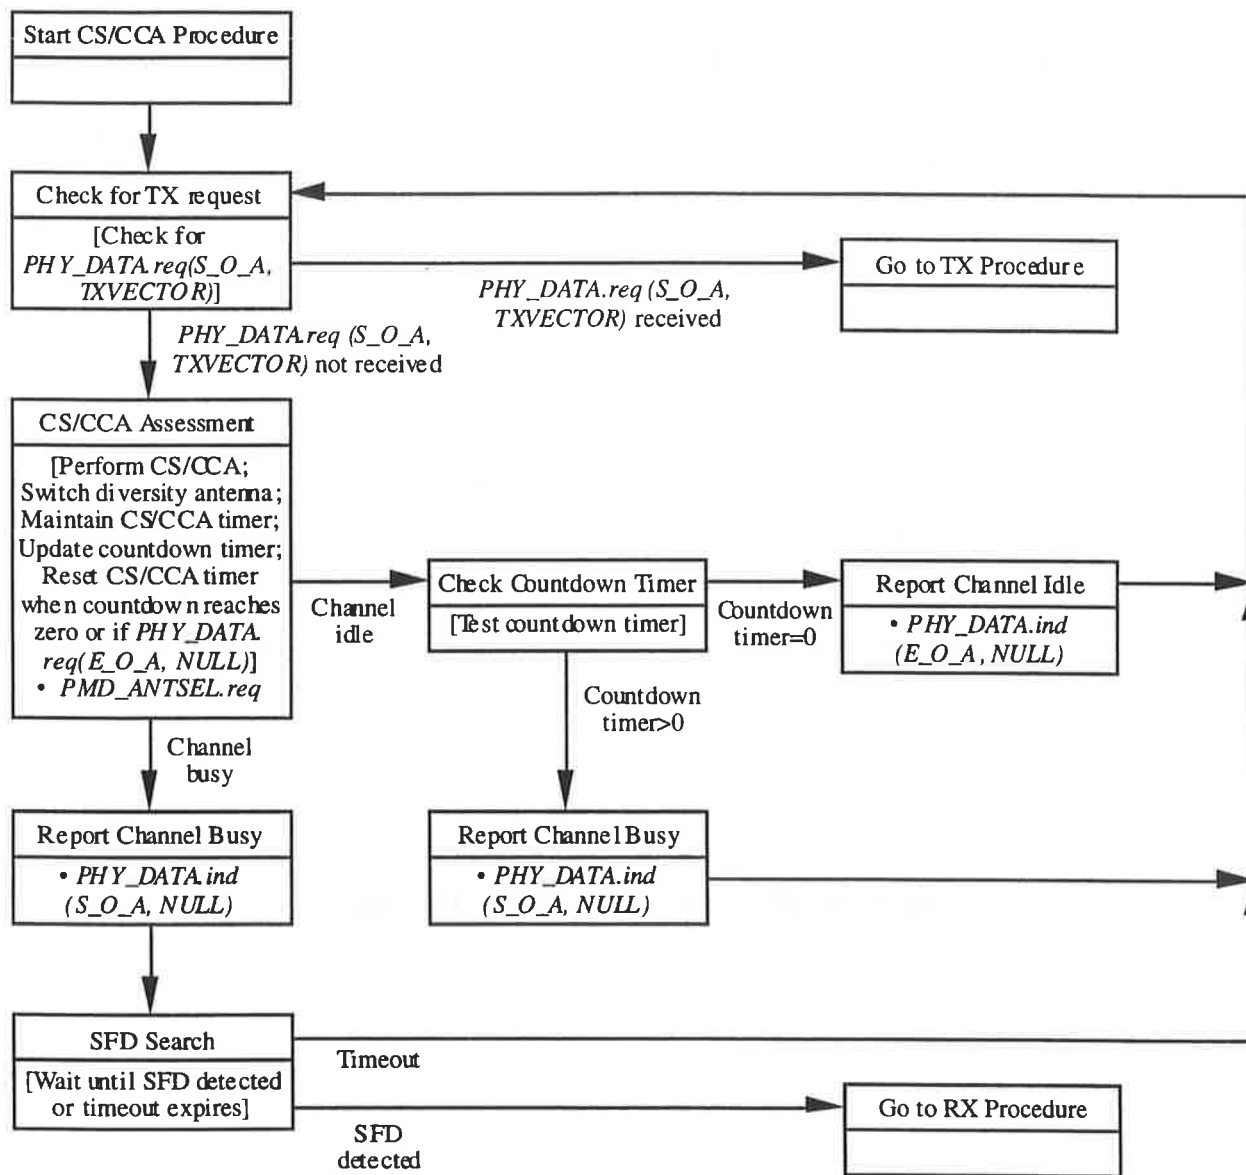 Start CS/CCA Procedure
Check for TX request
[Check for
PHY_DATA.req(S_O_A,
TXVECTOR)]
PHY_DATA.req (S_O_A,
TXVECTOR) received
Go to TX Procedure
PHY_DATA.req (S_O_A,
TXVECTOR) not received
CS/CCA Assessment
[Perform CS/CCA;
Switch diversity antenna;
Maintain CS/CCA timer;
Update countdown timer;
Reset CS/CCA timer
when countdown reaches
zero or if PHY_DATA.
req(E_O_A, NULL)]
• PMD_ANTSEL.req
Channel
idle
Check Countdown Timer
[Test countdown timer]
Countdown
timer=0
Report Channel Idle
• PHY_DATA.ind
(E_O_A, NULL)
Countdown
timer>0
Channel
busy
Report Channel Busy
• PHY_DATA.ind
(S_O_A, NULL)
Report Channel Busy
• PHY_DATA.ind
(S_O_A, NULL)
SFD Search
[Wait until SFD detected
or timeout expires]
Timeout
SFD
detected
Go to RX Procedure